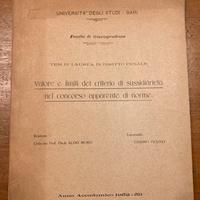 UNIVERSITA' DEGLI STUDI - BARI
Facoltà di Giurisprudenza
TESI DI LAUREA IN DIRITTO PENALE
Valore e limiti del criterio di sussidiarietà
nel concorso apparente di norme.
Relatore :
Chiar.mo Prof. Dott. ALDO MORO
Laureando :
Anno Accademico